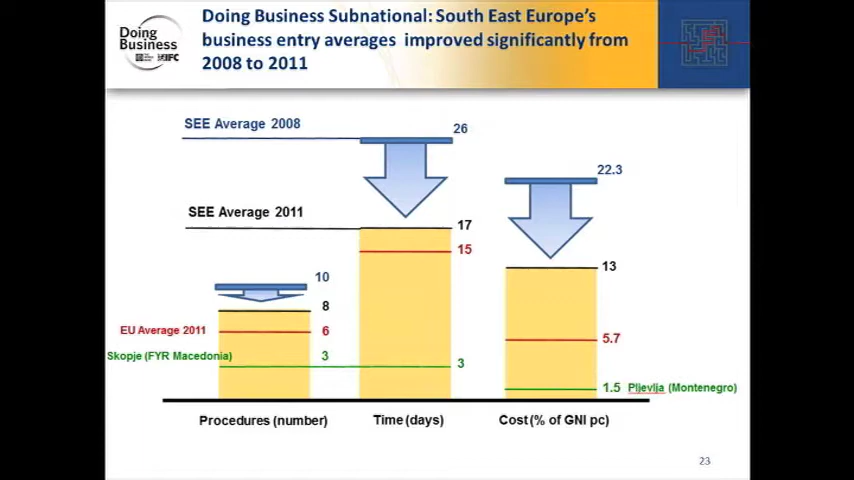 Doing Business Subnational: South East Europe's
business entry averages improved significantly from
2008 to 2011
Doing
Business
IFC
SEE Average 2008
26
22.3
SEE Average 2011
17
15
13
10
8
EU Average 2011
6
5.7
Skopje (FYR Macedonia)
3
3
1.5 Pljevlja (Montenegro)
Procedures (number)
Time (days)
Cost (% of GNI pc)
23